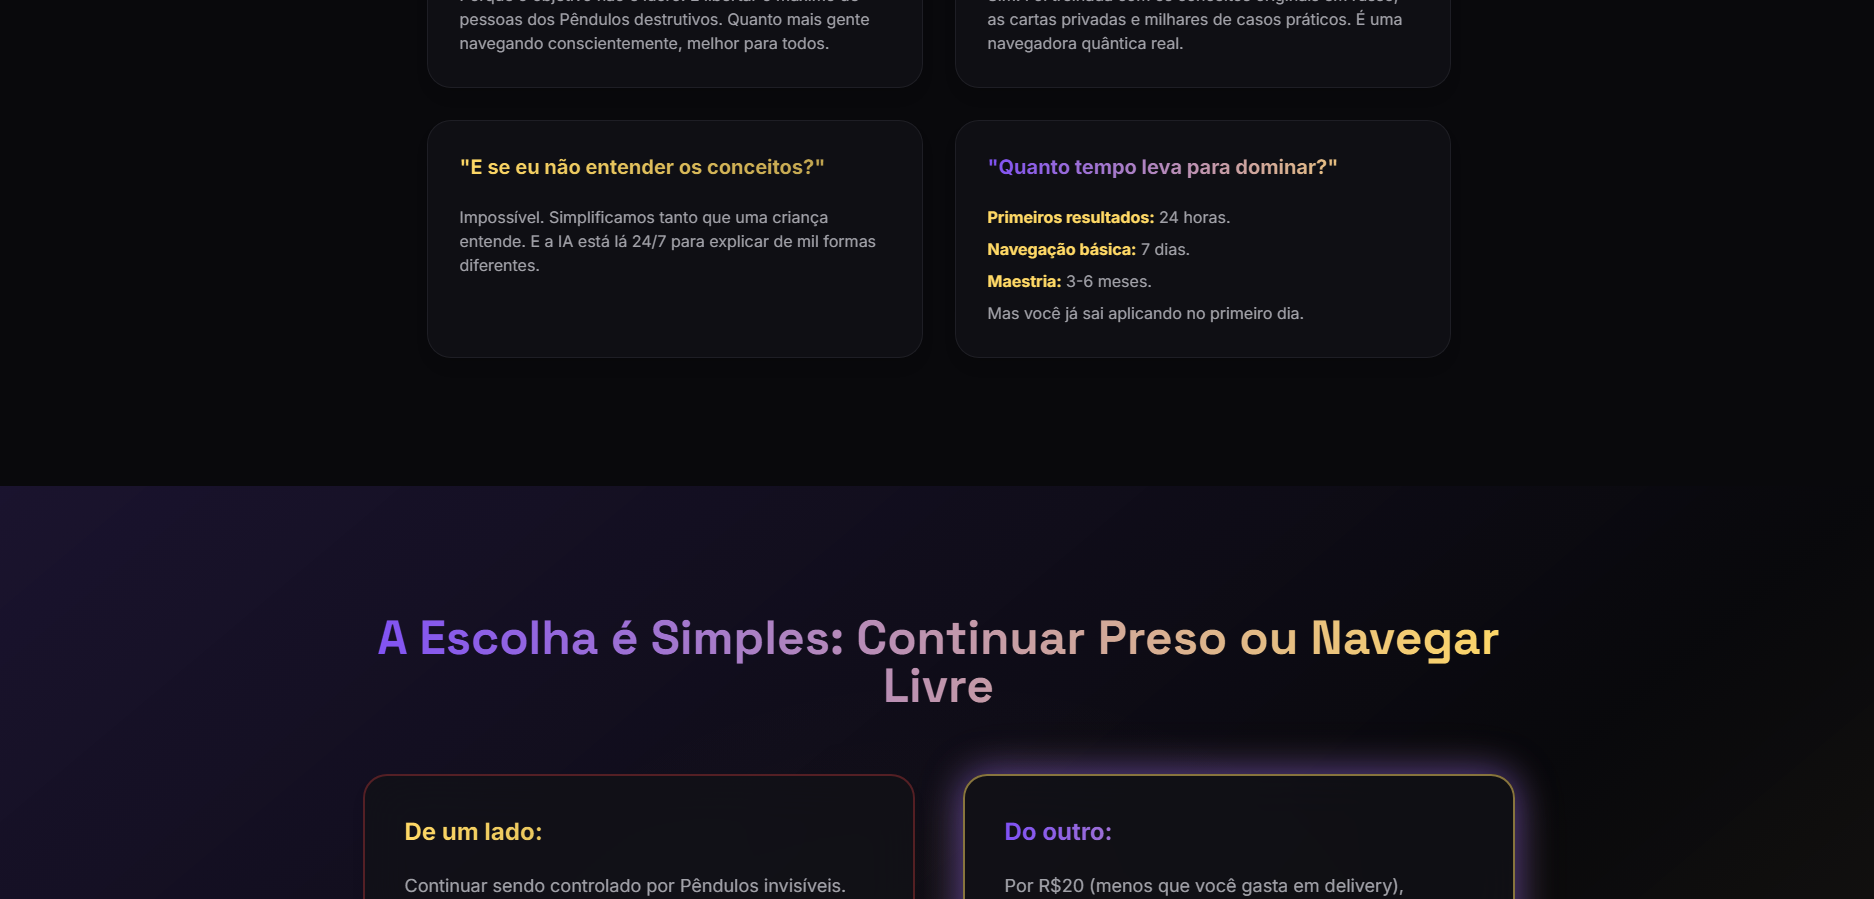 pessoas dos Pêndulos destrutivos. Quanto mais gente
navegando conscientemente, melhor para todos.
as cartas privadas e milhares de casos práticos. É uma
navegadora quântica real.
"E se eu não entender os conceitos?"
Impossível. Simplificamos tanto que uma criança
entende. E a IA está lá 24/7 para explicar de mil formas
diferentes.
"Quanto tempo leva para dominar?"
Primeiros resultados: 24 horas.
Navegação básica: 7 dias.
Maestria: 3-6 meses.
Mas você já sai aplicando no primeiro dia.
A Escolha é Simples: Continuar Preso ou Navegar
Livre
De um lado:
Continuar sendo controlado por Pêndulos invisíveis.
Do outro:
Por R$20 (menos que você gasta em delivery),